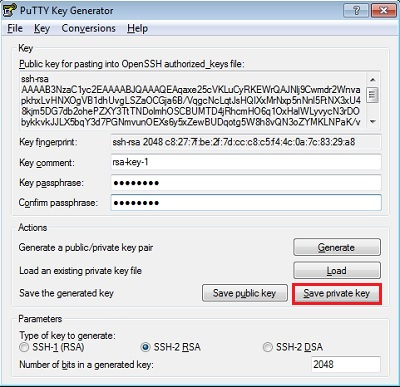 PuTTY Key Generator
File Key Conversions Help
Key
Public key for pasting into OpenSSH authorized_keys file:
ssh-rsa
AAAAB3NzaC1yc2EAAAABJQAAAQEAqaxe25cVKLuCyRKEWrQAJNlj9Cwmdr2Wnva
pkhxLvHNXOgVB1dhUvgLSZaOCGja6B/VqgcNcLqtJsHQIXxMrNxp5nNnl5RtNX3xU4
8kjm5DG7db2ohePZXY3TtTNDolmhOSCBUMTD4jRhcmHO6q1OxHalWLyvycN3rDO
bykkvkJJLX5bqY3d7PGNmvunOEXs6y5xZewBUDqotg5W8h8vQN3oZYMKLNPaK/v
Key fingerprint: ssh-rsa 2048 c8:27:7f:be:2f:7d:cc:c8:c5:f4:4c:0a:7c:83:29:a8
Key comment: rsa-key-1
Key passphrase: ••••••••
Confirm passphrase: ••••••••
Actions
Generate a public/private key pair Generate
Load an existing private key file Load
Save the generated key Save public key Save private key
Parameters
Type of key to generate:
SSH-1 (RSA) SSH-2 RSA SSH-2 DSA
Number of bits in a generated key: 2048